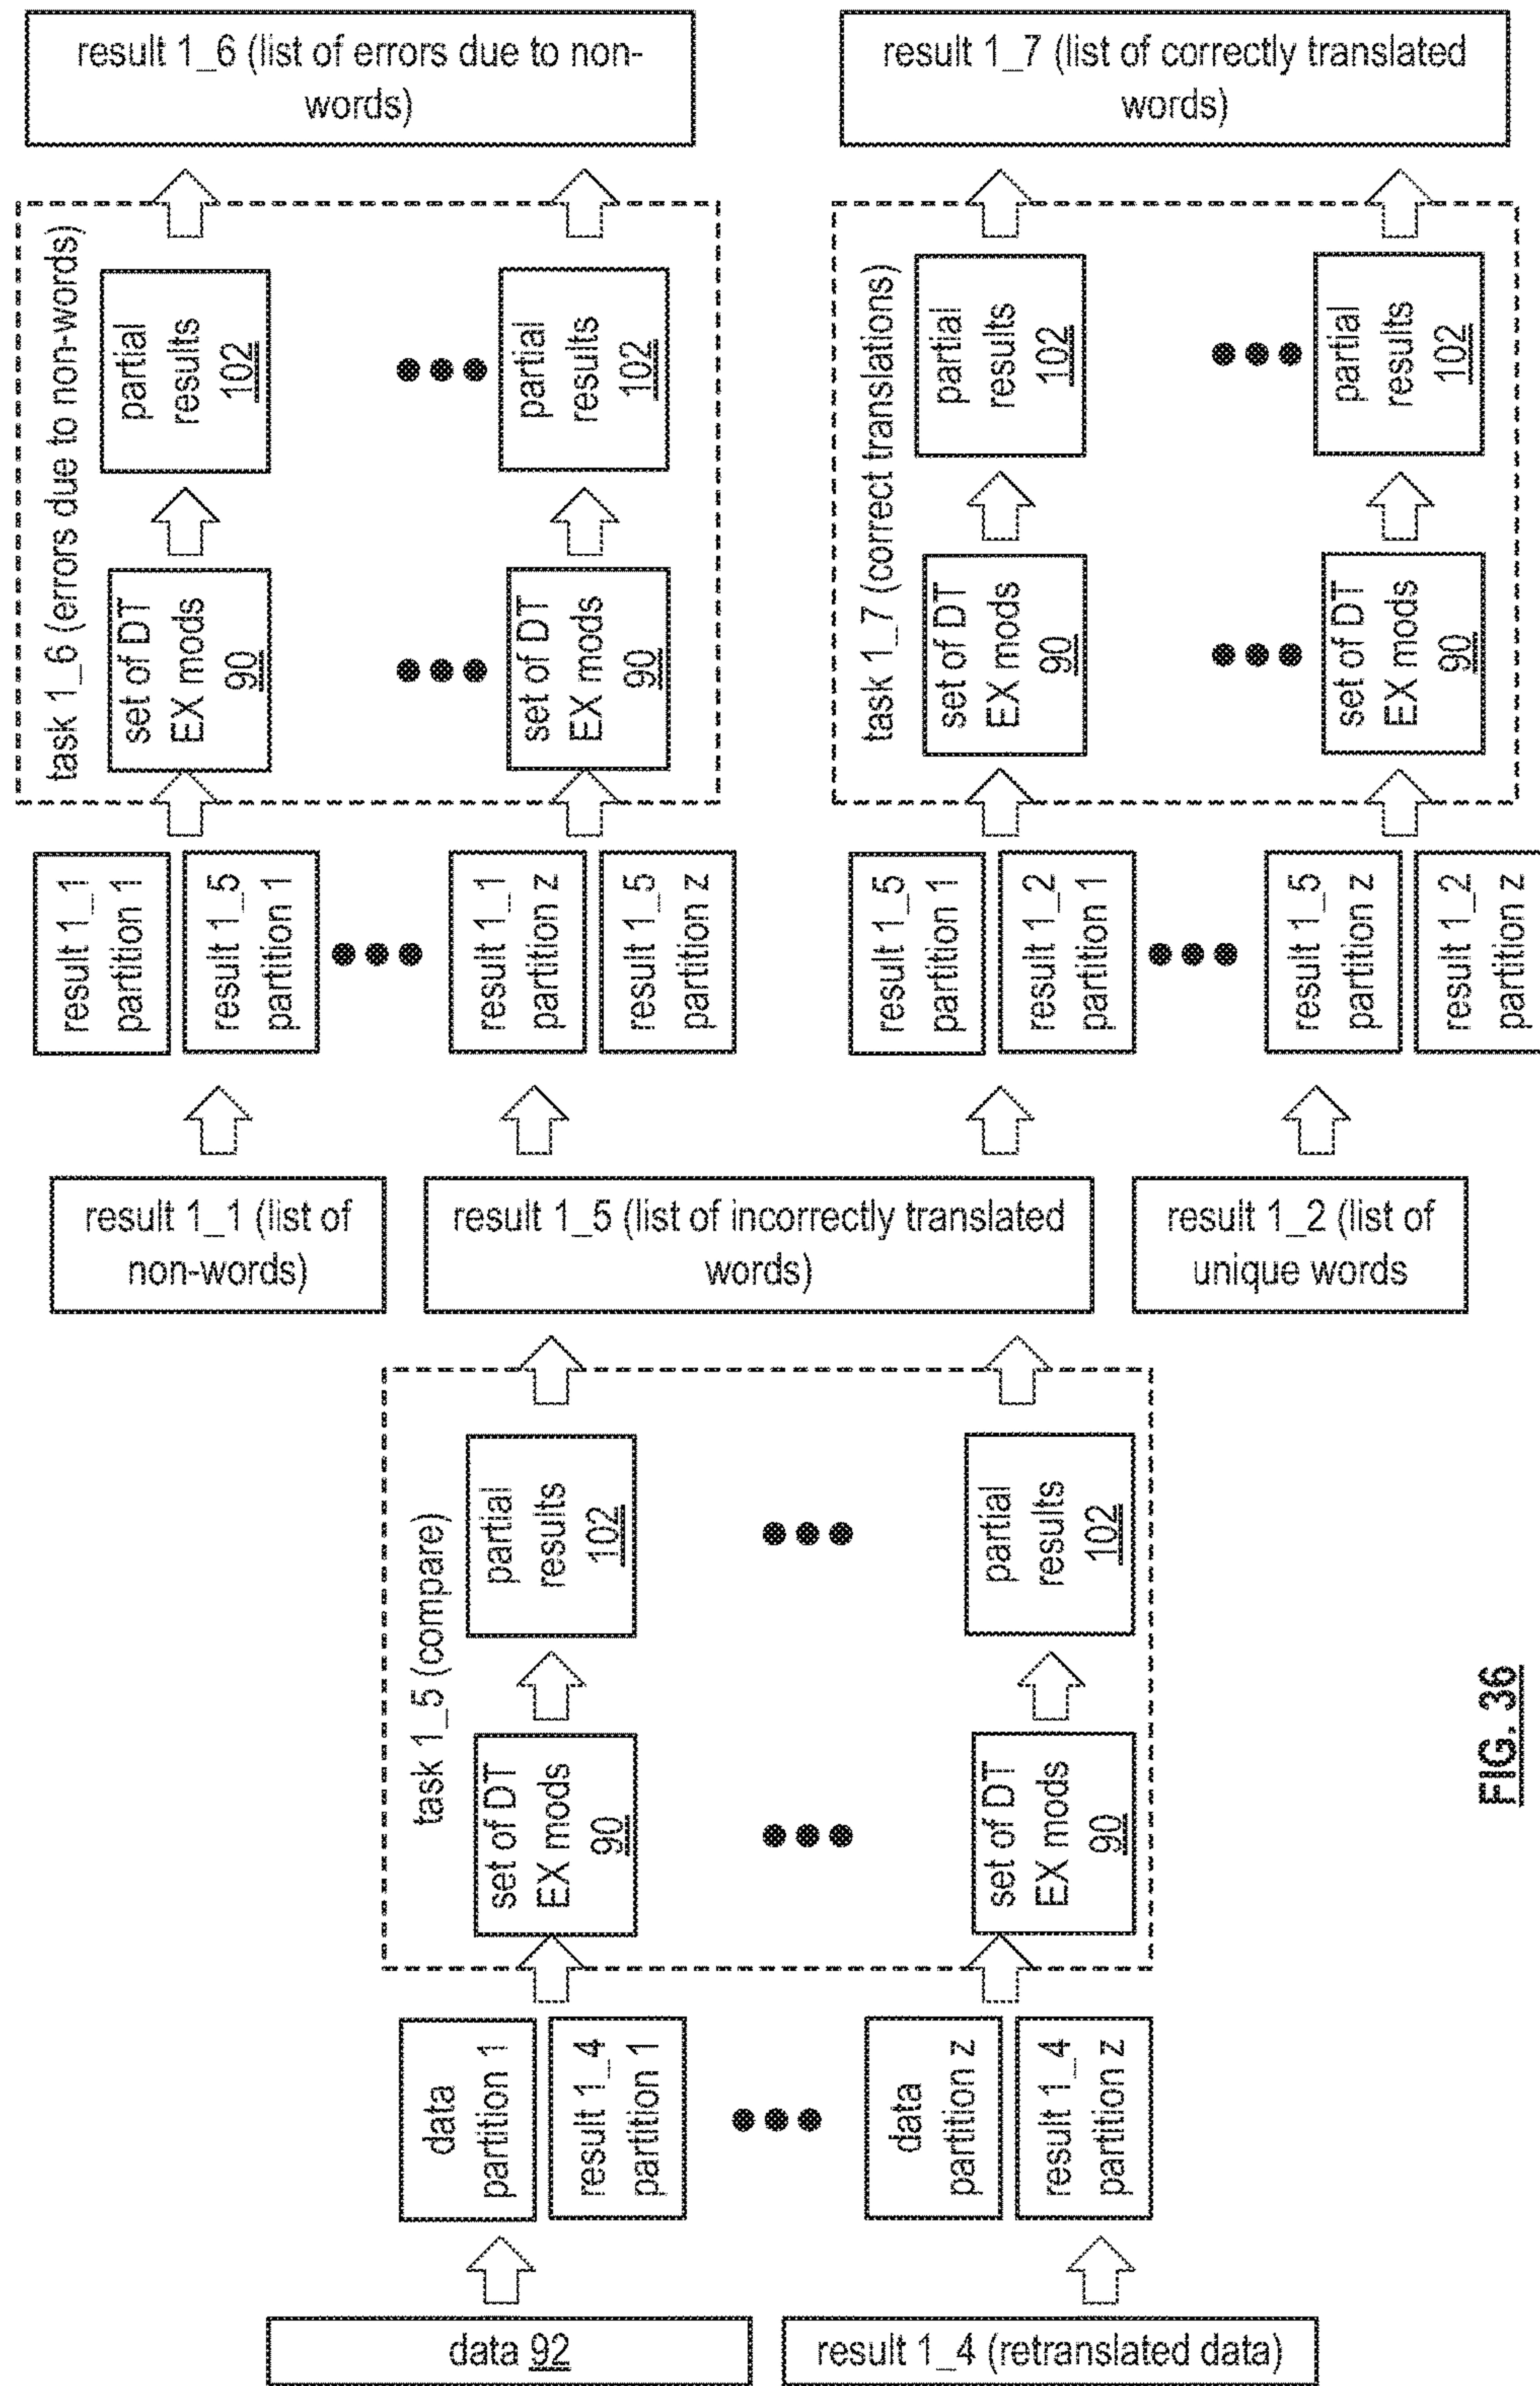 data 92
result 1_4 (retranslated data)
data
partition 1
result 1_4
partition 1
data
partition z
result 1_4
partition z
task 1_5 (compare)
set of DT
EX mods
90
partial
results
102
set of DT
EX mods
90
partial
results
102
result 1_1 (list of
non-words)
result 1_5 (list of incorrectly translated
words)
result 1_2 (list of
unique words
result 1_1
partition 1
result 1_5
partition 1
result 1_1
partition z
result 1_5
partition z
task 1_6 (errors due to non-words)
set of DT
EX mods
90
partial
results
102
set of DT
EX mods
90
partial
results
102
result 1_6 (list of errors due to non-
words)
result 1_5
partition 1
result 1_2
partition 1
result 1_5
partition z
result 1_2
partition z
task 1_7 (correct translations)
set of DT
EX mods
90
partial
results
102
set of DT
EX mods
90
partial
results
102
result 1_7 (list of correctly translated
words)
FIG. 36